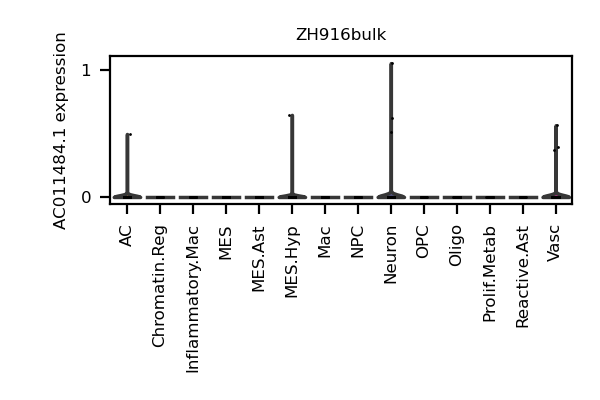 ZH916bulk
AC011484.1 expression
1
0
AC
Chromatin.Reg
Inflammatory.Mac
MES
MES.Ast
MES.Hyp
Mac
NPC
Neuron
OPC
Oligo
Prolif.Metab
Reactive.Ast
Vasc